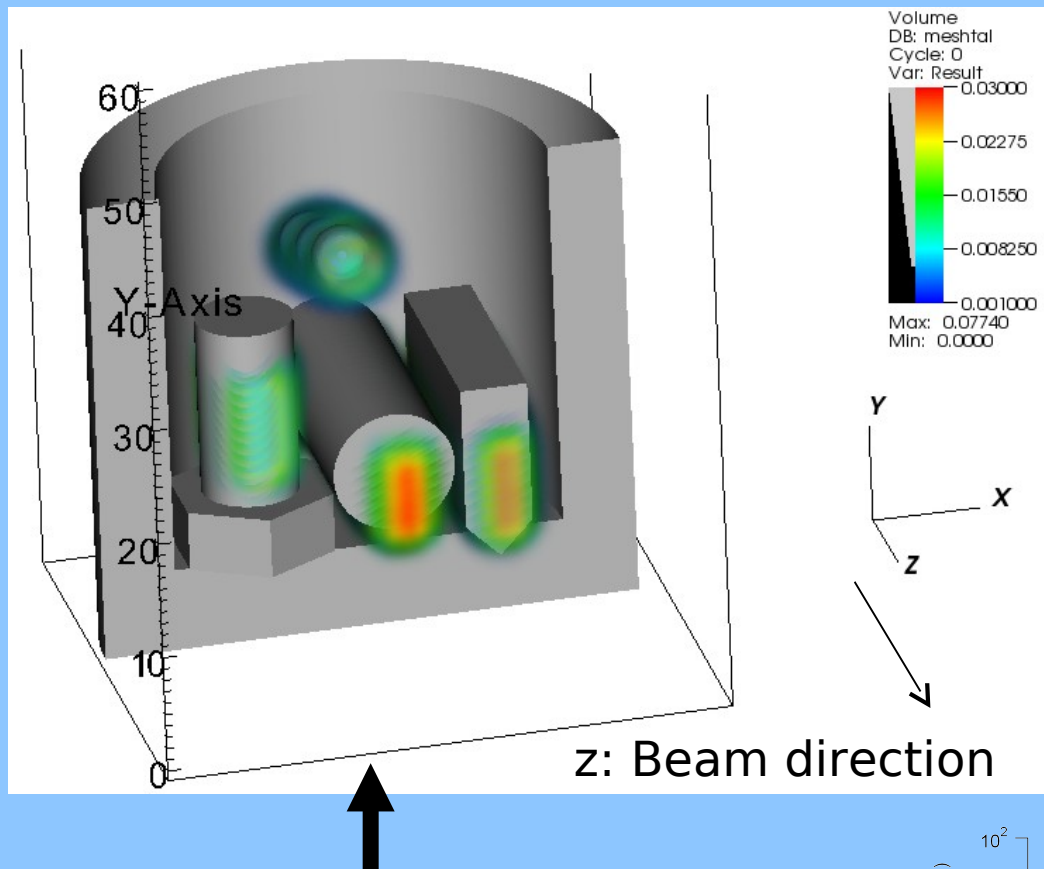 Volume
DB: meshtal
Cycle: 0
Var: Result
0.03000
0.02275
0.01550
0.008250
0.001000
Max: 0.07740
Min: 0.0000
60
50
Y-Axis
40
30
20
10
0
Y
X
Z
z: Beam direction
10²